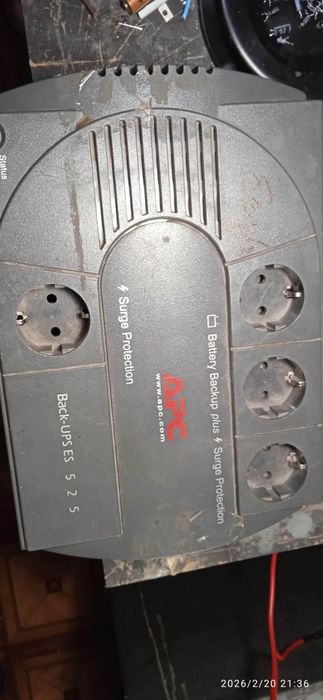 Status
Surge Protection
Battery Backup plus Surge Protection
APC
www.apc.com
Back-UPS ES 525
2026/2/20 21:36